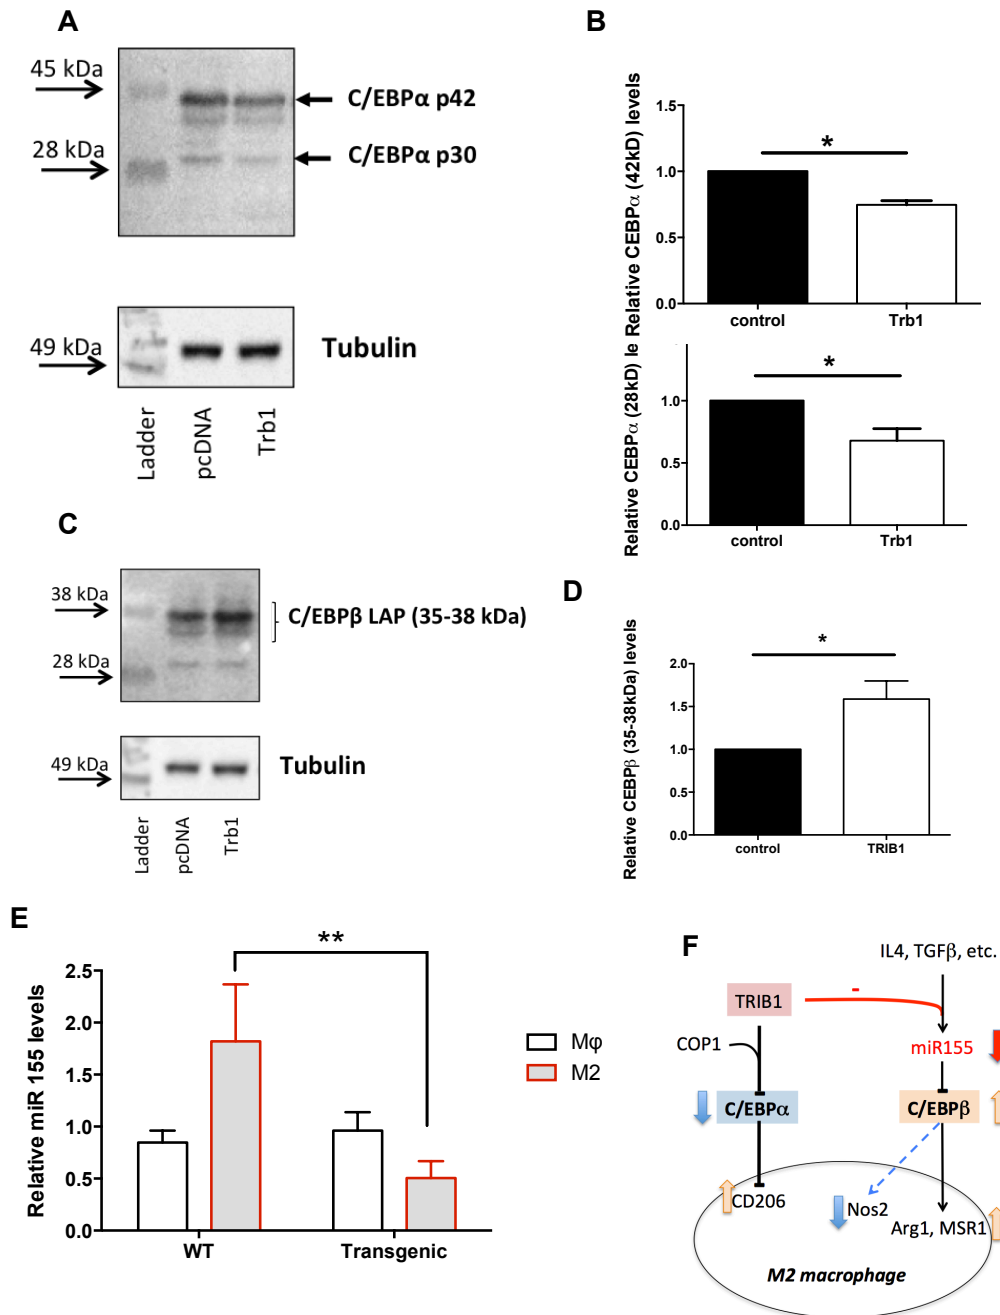 A
45 kDa
C/EBPα p42
28 kDa
C/EBPα p30
49 kDa
Tubulin
Ladder
pcDNA
Trb1
B
Relative CEBPα (42kD) levels
1.5
1.0
0.5
0.0
*
control
Trb1
Relative CEBPα (28kD) le
1.0
0.5
0.0
*
control
Trb1
C
38 kDa
C/EBPβ LAP (35-38 kDa)
28 kDa
49 kDa
Tubulin
Ladder
pcDNA
Trb1
D
Relative CEBPβ (35-38kDa) levels
2.0
1.5
1.0
0.5
0.0
*
control
TRIB1
E
Relative miR 155 levels
2.5
2.0
1.5
1.0
0.5
0.0
**
WT
Transgenic
Mφ
M2
F
IL4, TGFβ, etc.
TRIB1
-
COP1
miR155
C/EBPα
C/EBPβ
CD206
Nos2
Arg1, MSR1
M2 macrophage